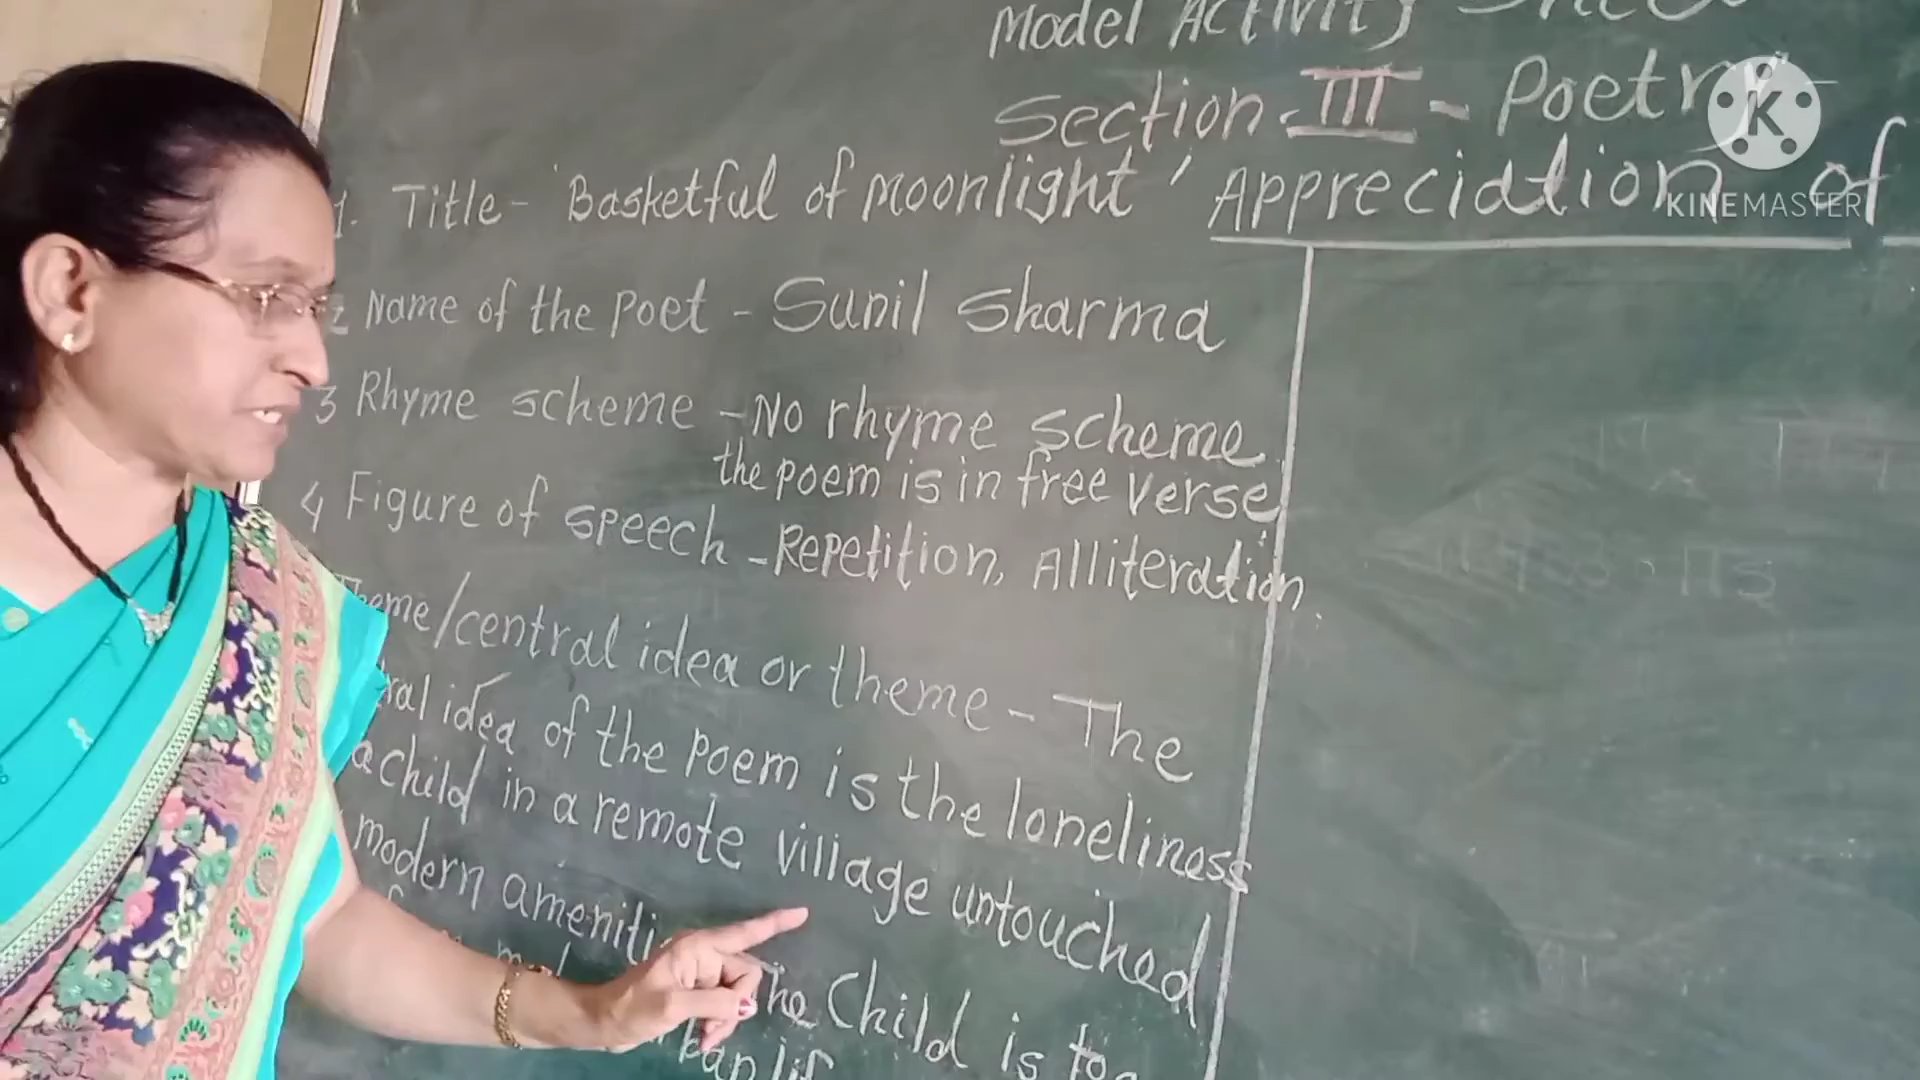 Model Activity Sheet
Section-III - Poetry
Appreciation of
K
KINEMASTER
1. Title - 'Basketful of Moonlight'
2 Name of the Poet - Sunil Sharma
3 Rhyme scheme - No rhyme scheme
the poem is in free verse
4 Figure of speech - Repetition, Alliteration.
Theme/central idea or theme - The
idea of the poem is the loneliness
a child in a remote village untouched
modern
The Child is